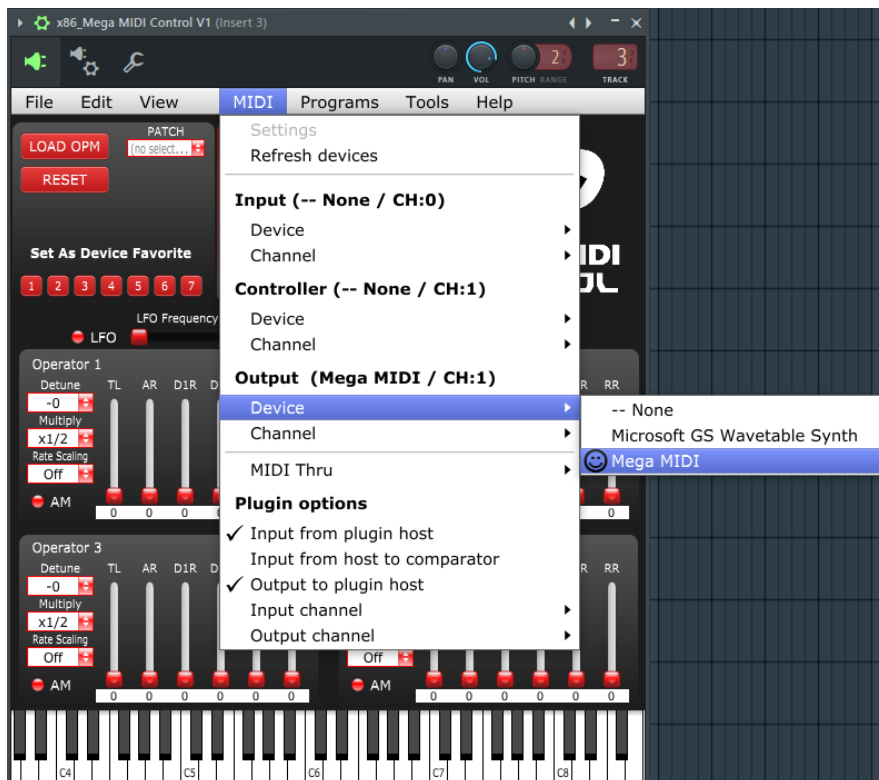 x86_Mega MIDI Control V1 (Insert 3)
2
3
PAN VOL PITCH RANGE TRACK
File Edit View MIDI Programs Tools Help
LOAD OPM
PATCH
(no select...
RESET
Set As Device Favorite
1 2 3 4 5 6 7
LFO
LFO Frequency
Settings
Refresh devices
Input (-- None / CH:0)
Device
Channel
Controller (-- None / CH:1)
Device
Channel
Output (Mega MIDI / CH:1)
Device
Channel
MIDI Thru
Plugin options
Input from plugin host
Input from host to comparator
Output to plugin host
Input channel
Output channel
-- None
Microsoft GS Wavetable Synth
Mega MIDI
Operator 1
Detune TL AR D1R
-0
Multiply
x1/2
Rate Scaling
Off
AM
0 0 0
RR
0
Operator 3
Detune TL AR D1R
-0
Multiply
x1/2
Rate Scaling
Off
AM
0 0 0 0 0 0
RR
Off
AM
0 0 0 0 0 0
C4 C5 C6 C7 C8